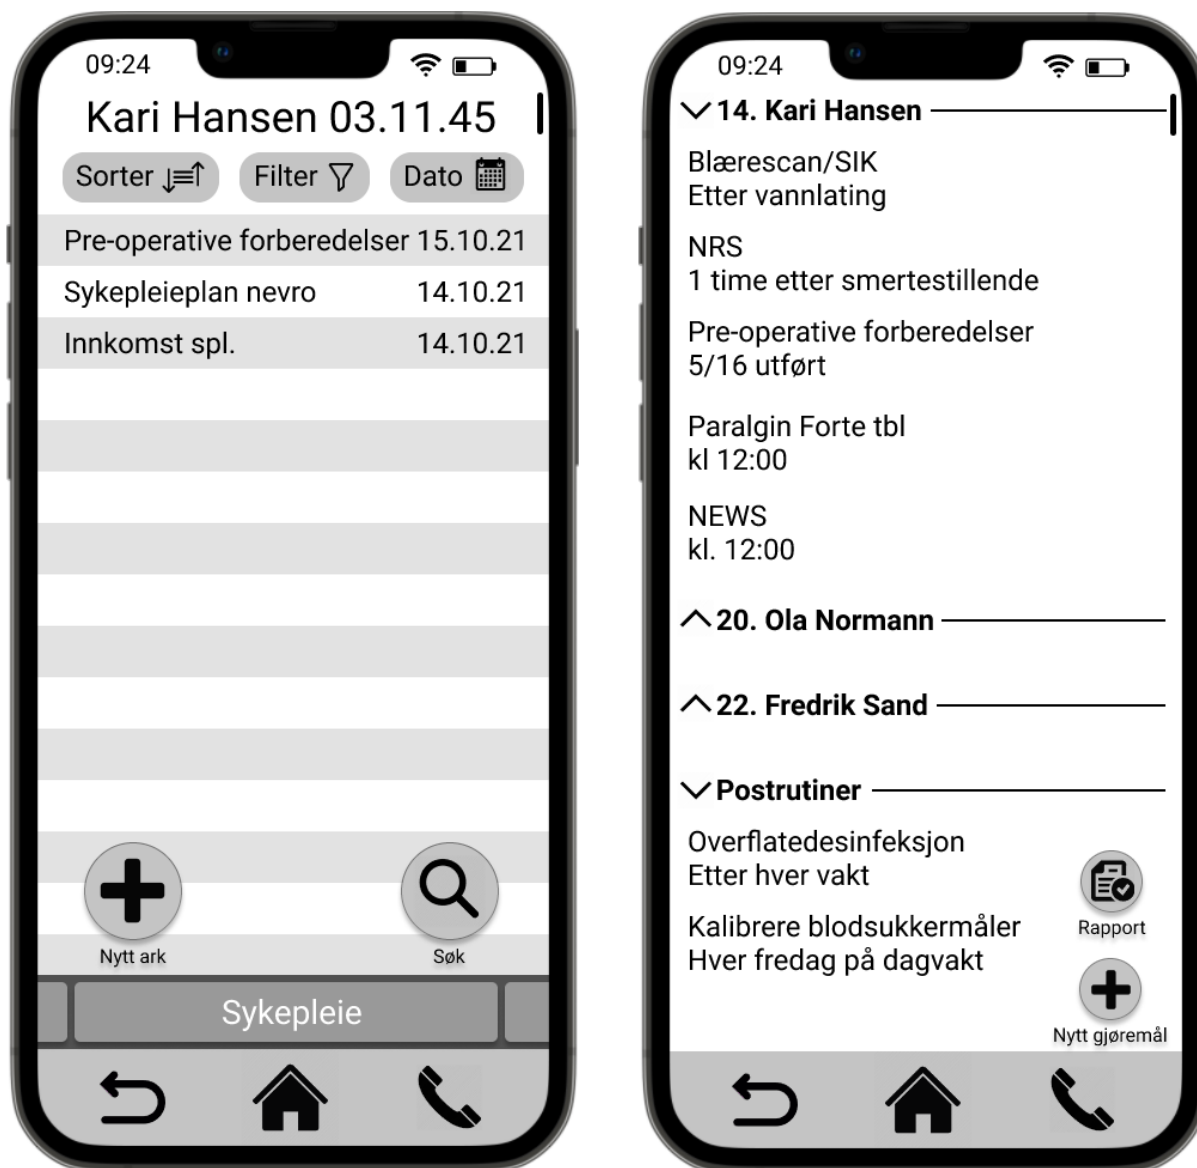 09:24
Kari Hansen 03.11.45
Sorter
Filter
Dato
Pre-operative forberedelser 15.10.21
Sykepleieplan nevro 14.10.21
Innkomst spl. 14.10.21
Nytt ark
Søk
Sykepleie
09:24
14. Kari Hansen
Blærescan/SIK
Etter vannlating
NRS
1 time etter smertestillende
Pre-operative forberedelser
5/16 utført
Paralgin Forte tbl
kl 12:00
NEWS
kl. 12:00
20. Ola Normann
22. Fredrik Sand
Postrutiner
Overflatedesinfeksjon
Etter hver vakt
Kalibrere blodsukkermåler
Hver fredag på dagvakt
Rapport
Nytt gjøremål